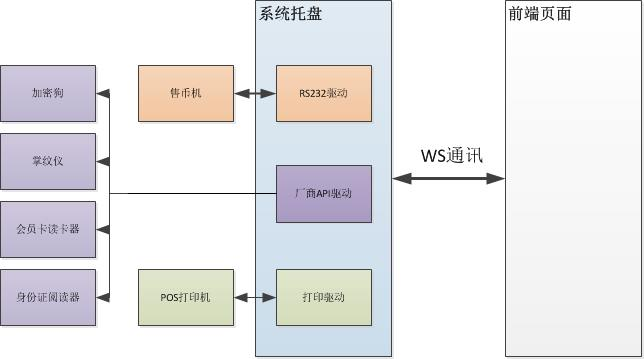 系统托盘
前端页面
加密狗
售币机
RS232驱动
掌纹仪
WS通讯
厂商API驱动
会员卡读卡器
身份证阅读器
POS打印机
打印驱动